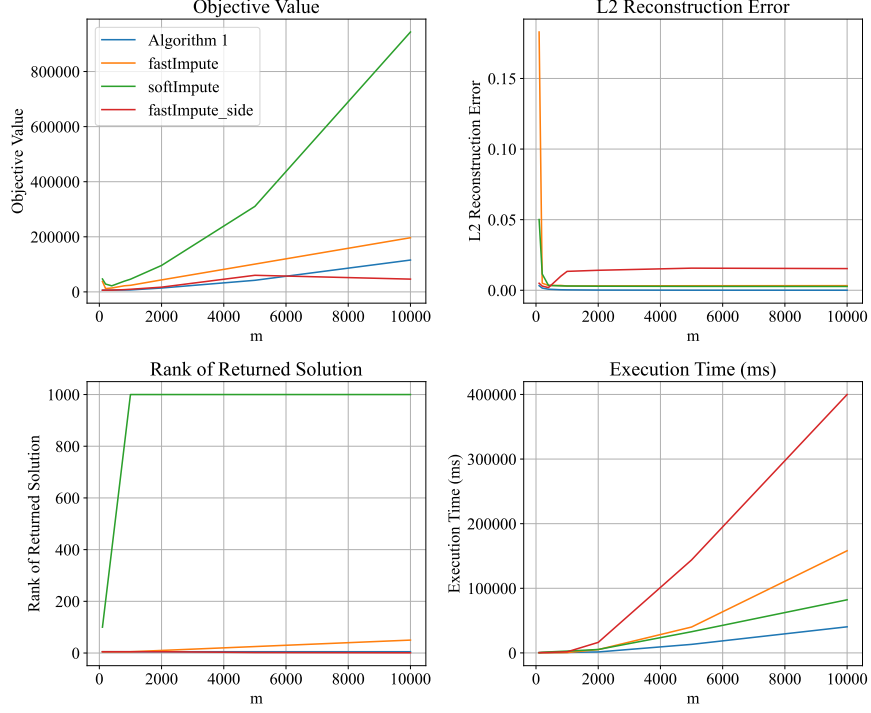 Objective Value
Objective Value
800000
600000
400000
200000
0
Algorithm 1
fastImpute
softImpute
fastImpute_side
0 2000 4000 6000 8000 10000
m
L2 Reconstruction Error
L2 Reconstruction Error
0.15
0.10
0.05
0.00
0 2000 4000 6000 8000 10000
m
Rank of Returned Solution
Rank of Returned Solution
1000
800
600
400
200
0
0 2000 4000 6000 8000 10000
m
Execution Time (ms)
Execution Time (ms)
400000
300000
200000
100000
0
0 2000 4000 6000 8000 10000
m